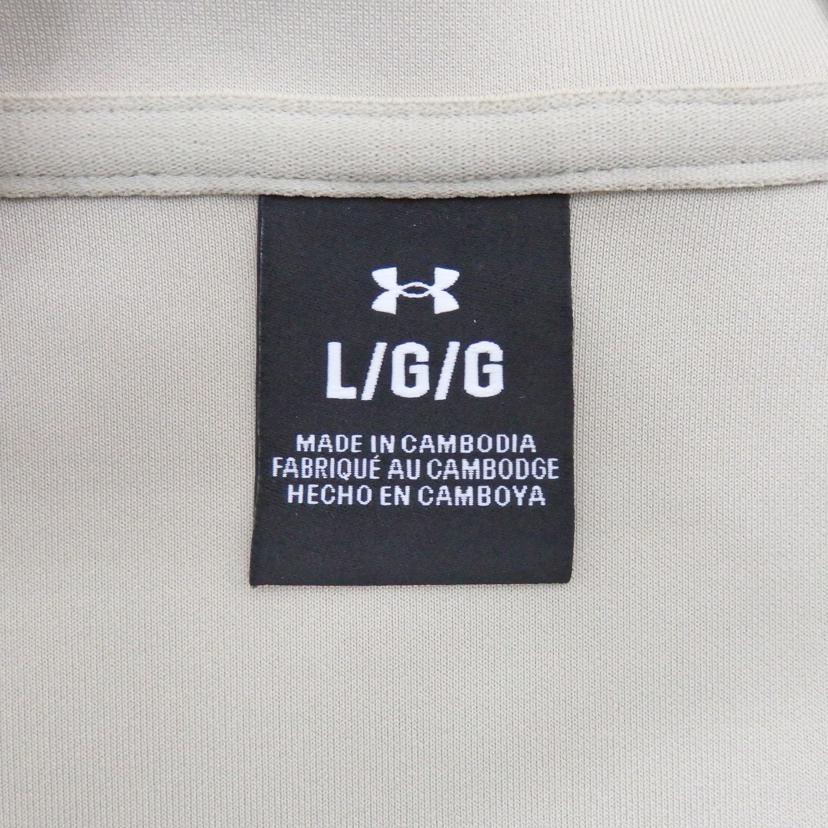 L/G/G
MADE IN CAMBODIA
FABRIQUÉ AU CAMBODGE
HECHO EN CAMBOYA